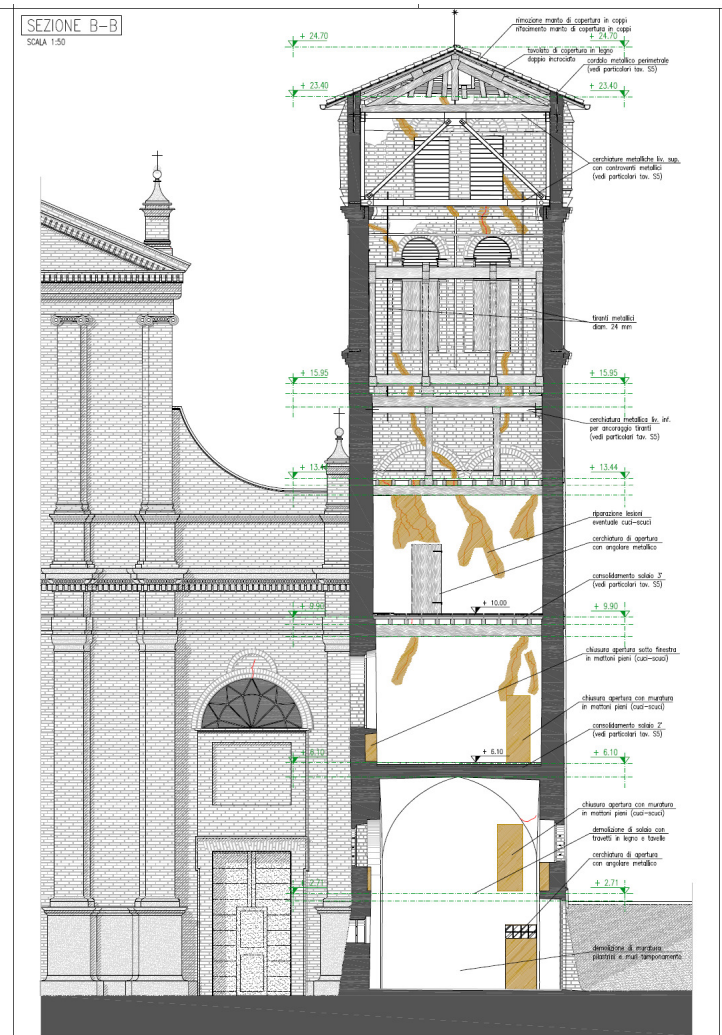 SEZIONE B-B
SCALA 1:50
rimozione manto di copertura in coppi
rifacimento manto di copertura in coppi
+ 24.70
+ 24.70
tavolato di copertura in legno
doppio incrociato
cordolo metallico perimetrale
(vedi particolari tav. S5)
+ 23.40
+ 23.40
cerchiature metalliche liv. sup.
con controventi metallici
(vedi particolari tav. S5)
tiranti metallici
diam. 24 mm
+ 15.95
+ 15.95
cerchiatura metallica liv. inf.
per ancoraggio tiranti
(vedi particolari tav. S5)
+ 13.44
+ 13.44
riparazione lesioni
eventuale cuci-scuci
cerchiatura di apertura
con angolare metallico
consolidamento solaio 3°
(vedi particolari tav. S5)
+ 10.00
+ 9.90
+ 9.90
chiusura apertura sotto finestra
in mattoni pieni (cuci-scuci)
chiusura apertura con muratura
in mattoni pieni (cuci-scuci)
consolidamento solaio 2°
(vedi particolari tav. S5)
+ 6.10
+ 6.10
+ 6.10
chiusura apertura con muratura
in mattoni pieni (cuci-scuci)
demolizione di solaio con
travetti in legno e tavelle
cerchiatura di apertura
con angolare metallico
+ 2.71
+ 2.71
demolizione di muratura
pilastrini e muri tamponamento